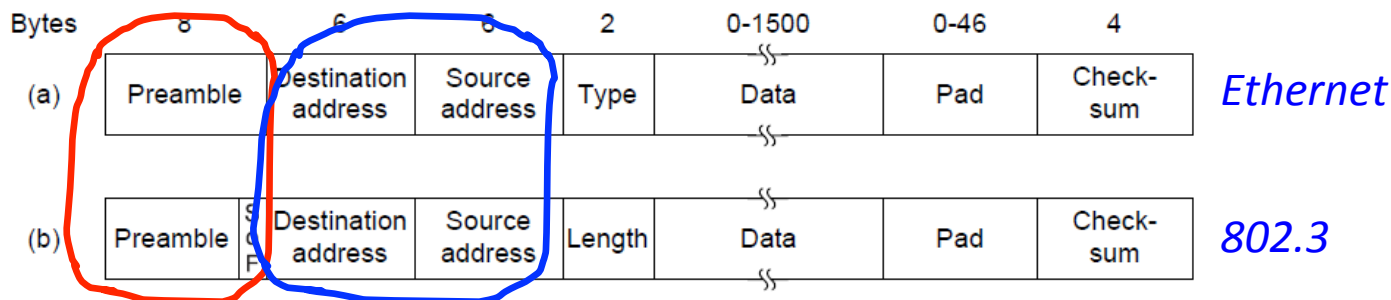 Bytes 8 6 6 2 0-1500 0-46 4
(a) Preamble Destination address Source address Type Data Pad Check-sum Ethernet
(b) Preamble SoF Destination address Source address Length Data Pad Check-sum 802.3